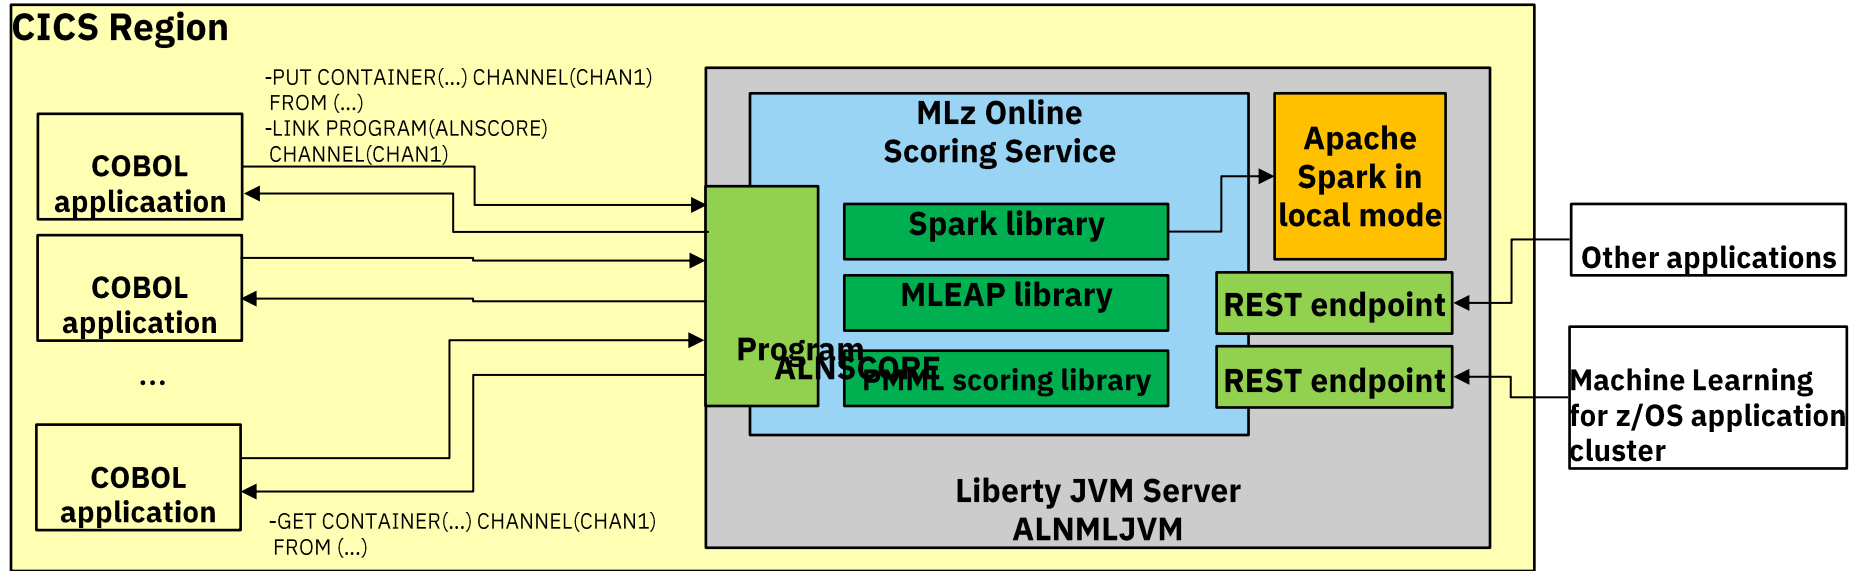 CICS Region
-PUT CONTAINER(...) CHANNEL(CHAN1)
FROM (...)
-LINK PROGRAM(ALNSCORE)
CHANNEL(CHAN1)
COBOL
applicaation
COBOL
application
...
COBOL
application
-GET CONTAINER(...) CHANNEL(CHAN1)
FROM (...)
Program
ALNSCORE
MLz Online
Scoring Service
Spark library
MLEAP library
PMML scoring library
Apache
Spark in
local mode
REST endpoint
REST endpoint
Liberty JVM Server
ALNMLJVM
Other applications
Machine Learning
for z/OS application
cluster